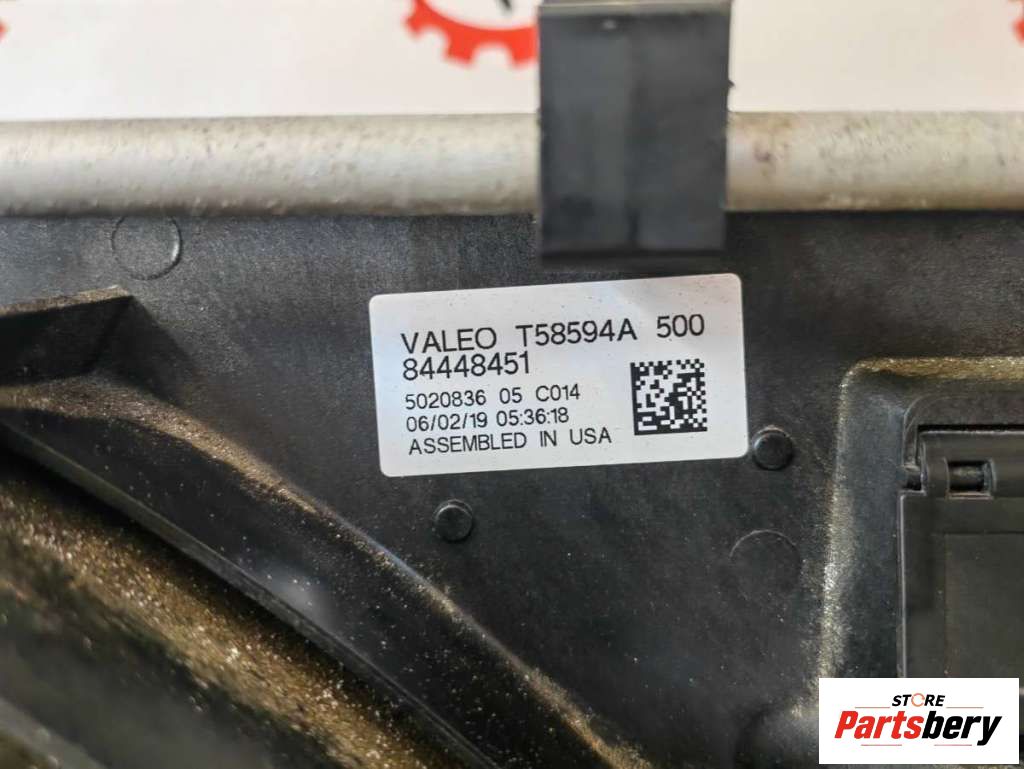 VALEO T58594A 500
84448451
5020836 05 C014
06/02/19 05:36:18
ASSEMBLED IN USA
STORE
Partsbery